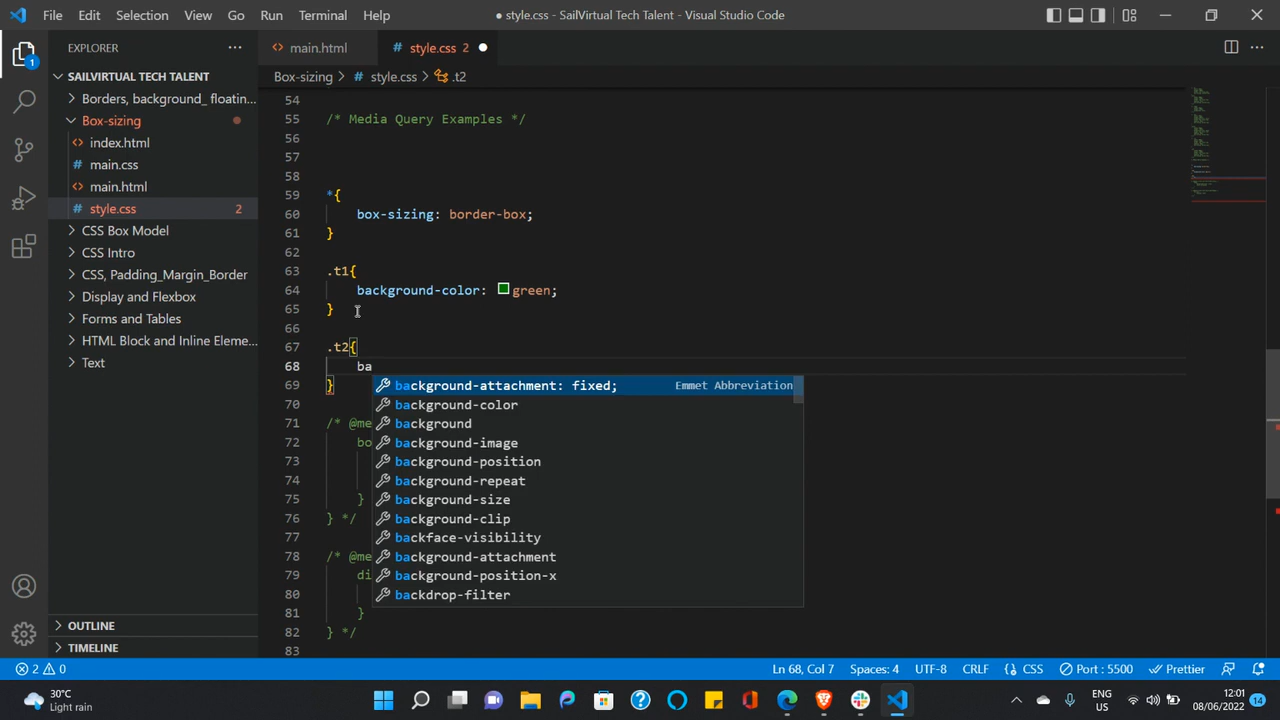 File Edit Selection View Go Run Terminal Help
● style.css - SailVirtual Tech Talent - Visual Studio Code
1
EXPLORER ...
SAILVIRTUAL TECH TALENT
Borders, background_ floatin...
Box-sizing
index.html
main.css
main.html
style.css 2
CSS Box Model
CSS Intro
CSS, Padding_Margin_Border
Display and Flexbox
Forms and Tables
HTML Block and Inline Eleme...
Text
OUTLINE
TIMELINE
main.html
# style.css 2 ●
Box-sizing > # style.css > .t2
54
55 /* Media Query Examples */
56
57
58
59 *{
60 box-sizing: border-box;
61 }
62
63 .t1{
64 background-color: green;
65 }
66
67 .t2{
68 ba
69 }
70
71 /* @me
72 bo
73
74
75 }
76 } */
77
78 /* @me
79 di
80
81 }
82 } */
83
background-attachment: fixed; Emmet Abbreviation
background-color
background
background-image
background-position
background-repeat
background-size
background-clip
backface-visibility
background-attachment
background-position-x
backdrop-filter
2 0
Ln 68, Col 7 Spaces: 4 UTF-8 CRLF {} CSS Port : 5500 Prettier
30°C
Light rain
ENG
US
12:01
08/06/2022
14